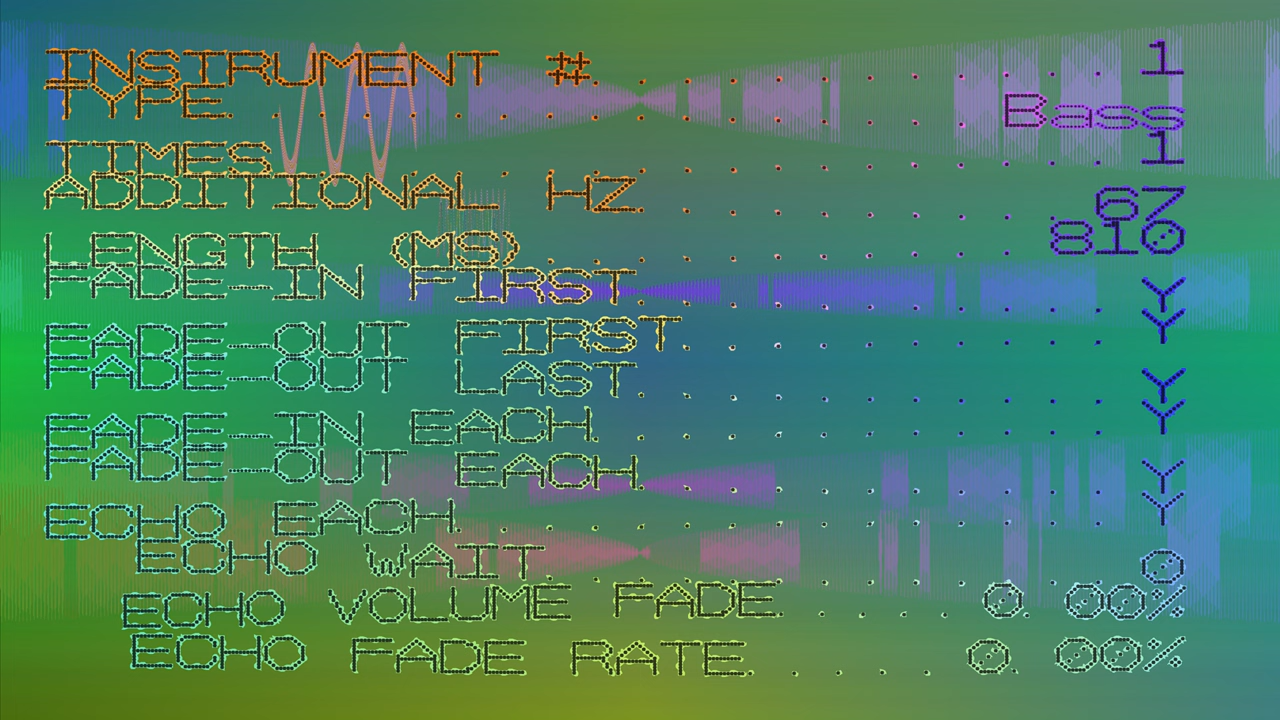 INSTRUMENT #. . . . . . . . . . . . 1
TYPE. . . . . . . . . . . . . . . . . . Bass
TIMES. . . . . . . . . . . . . . . . . . . 1
ADDITIONAL HZ. . . . . . . . . . 67
LENGTH (MS). . . . . . . . . . . . 810
FADE-IN FIRST. . . . . . . . . . . Y
FADE-OUT FIRST. . . . . . . . . . Y
FADE-OUT LAST. . . . . . . . . . . Y
FADE-IN EACH. . . . . . . . . . . . Y
FADE-OUT EACH. . . . . . . . . . . Y
ECHO EACH. . . . . . . . . . . . . . . Y
ECHO WAIT. . . . . . . . . . . . . 0
ECHO VOLUME FADE. . . . . 0.00%
ECHO FADE RATE. . . . . 0.00%